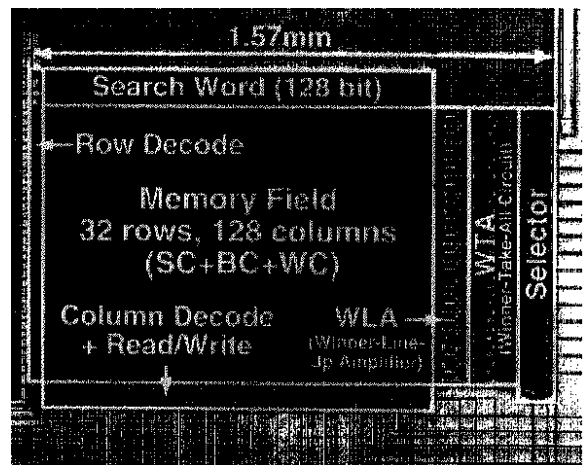 1.57mm
Search Word (128 bit)
Row Decode
Memory Field
32 rows, 128 columns
(SC+BC+WC)
Column Decode
+ Read/Write
WLA
(Winner-Line-
Up Amplifier)
WTA
(Winner-Take-All Circuit)
Selector